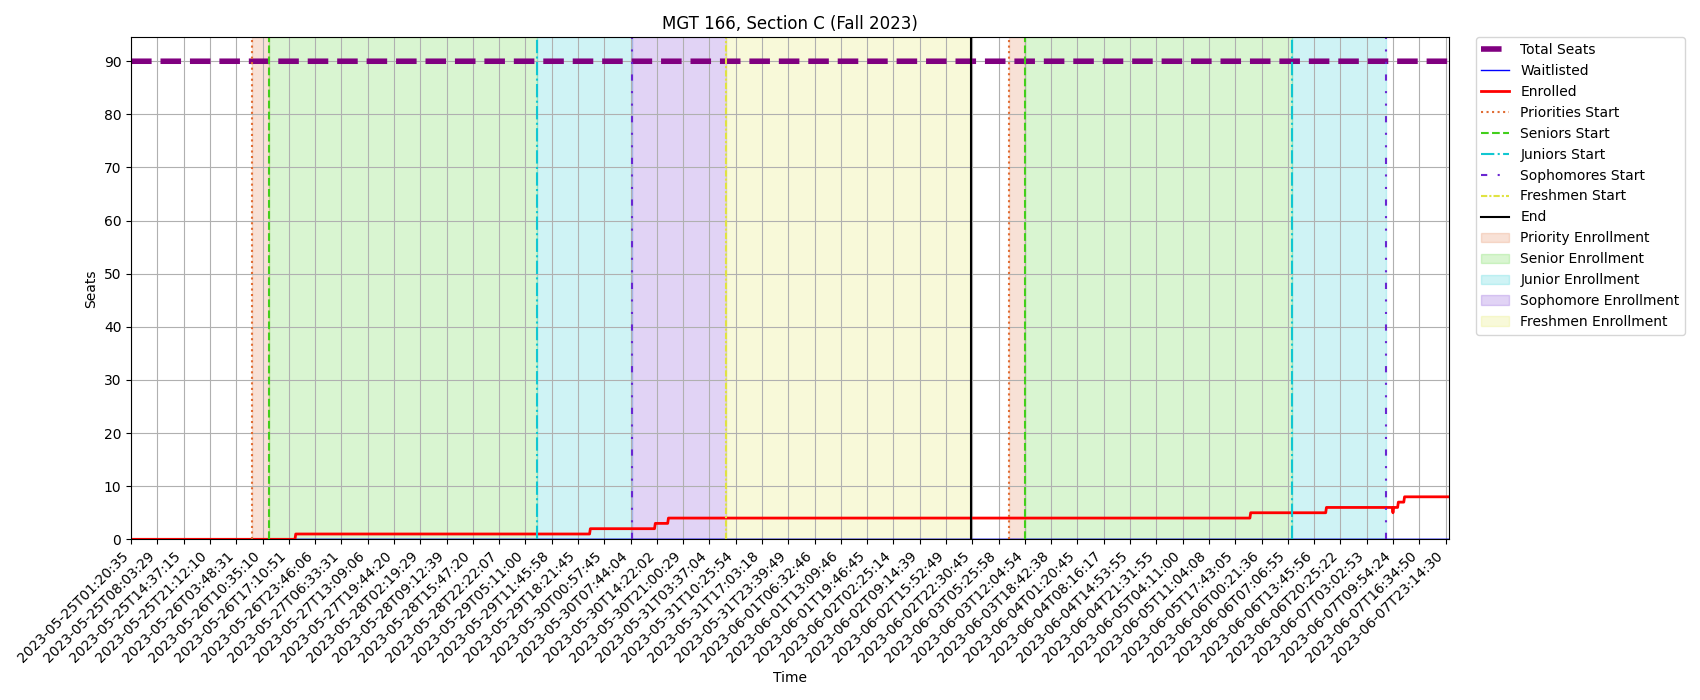 MGT 166, Section C (Fall 2023)
Seats
90
80
70
60
50
40
30
20
10
0
2023-05-25T01:20:35
2023-05-25T08:03:29
2023-05-25T14:37:15
2023-05-25T21:12:10
2023-05-26T03:48:31
2023-05-26T10:35:10
2023-05-26T17:10:51
2023-05-26T23:46:06
2023-05-27T06:33:31
2023-05-27T13:09:06
2023-05-27T19:44:20
2023-05-28T02:19:29
2023-05-28T09:12:39
2023-05-28T15:47:20
2023-05-28T22:22:07
2023-05-29T05:11:00
2023-05-29T11:45:58
2023-05-29T18:21:45
2023-05-30T00:57:45
2023-05-30T07:44:04
2023-05-30T14:22:02
2023-05-30T21:00:29
2023-05-31T03:37:04
2023-05-31T10:25:54
2023-05-31T17:03:18
2023-05-31T23:39:49
2023-06-01T06:32:46
2023-06-01T13:09:46
2023-06-01T19:46:45
2023-06-02T02:25:14
2023-06-02T09:14:39
2023-06-02T15:52:49
2023-06-02T22:30:45
2023-06-03T05:25:58
2023-06-03T12:04:54
2023-06-03T18:42:38
2023-06-04T01:20:45
2023-06-04T08:16:17
2023-06-04T14:53:55
2023-06-04T21:31:55
2023-06-05T04:11:00
2023-06-05T11:04:08
2023-06-05T17:43:05
2023-06-06T00:21:36
2023-06-06T07:06:55
2023-06-06T13:45:56
2023-06-06T20:25:22
2023-06-07T03:02:53
2023-06-07T09:54:24
2023-06-07T16:34:50
2023-06-07T23:14:30
Time
Total Seats
Waitlisted
Enrolled
Priorities Start
Seniors Start
Juniors Start
Sophomores Start
Freshmen Start
End
Priority Enrollment
Senior Enrollment
Junior Enrollment
Sophomore Enrollment
Freshmen Enrollment